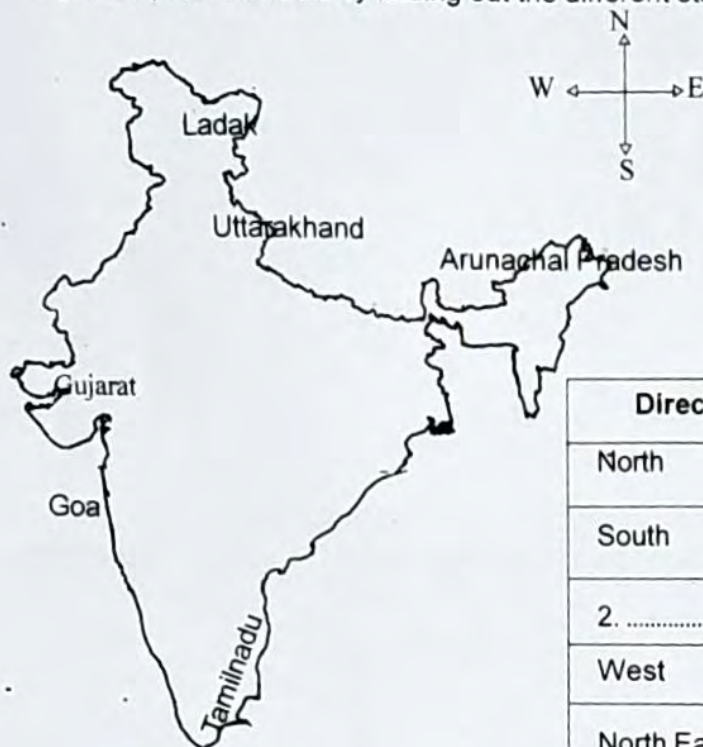 N
W E
S
Ladak
Uttarakhand
Arunachal Pradesh
Gujarat
Goa
Tamilnadu
North
South
2. ..............
West